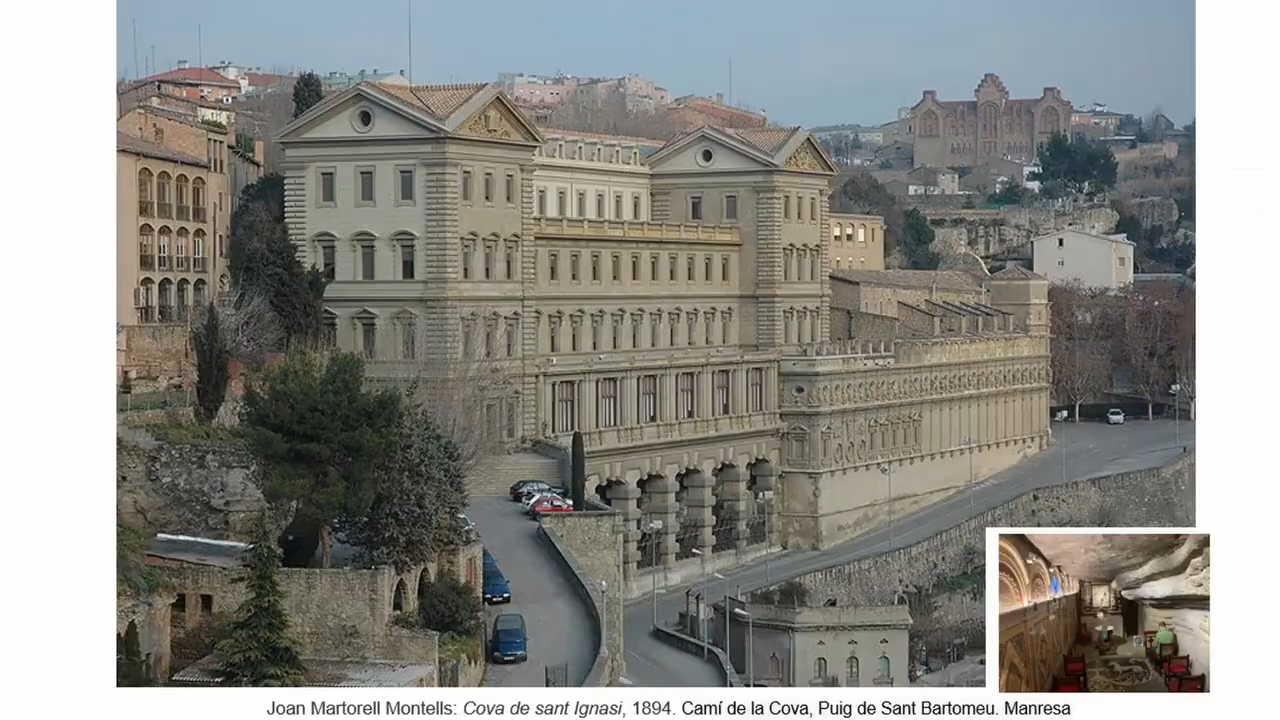 Joan Martorell Montells: Cova de sant Ignasi, 1894. Camí de la Cova, Puig de Sant Bartomeu. Manresa